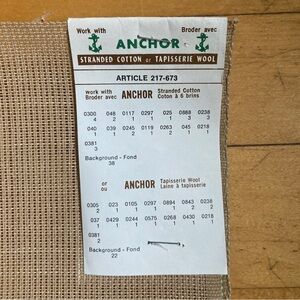 Work with
Broder avec
ANCHOR
STRANDED COTTON or TAPISSERIE WOOL
ARTICLE 217-673
work with
Broder avec
ANCHOR
Stranded Cotton
Coton à 6 brins
0300 048 0117 0297 025 0888 0238
4 2 1 1 1 3 3
040 039 0245 0119 0263 045 0218
1 2 1 2 2 1 1
0381
3
Background - Fond
38
or
ou
ANCHOR
Tapisserie Wool
Laine à tapisserie
0305 023 0105 0297 0894 0843 0238
3 1 1 1 1 2 2
037 0429 0244 0575 0268 0430 0218
1 1 1 1 1 1 1
0381
2
Background - Fond
22